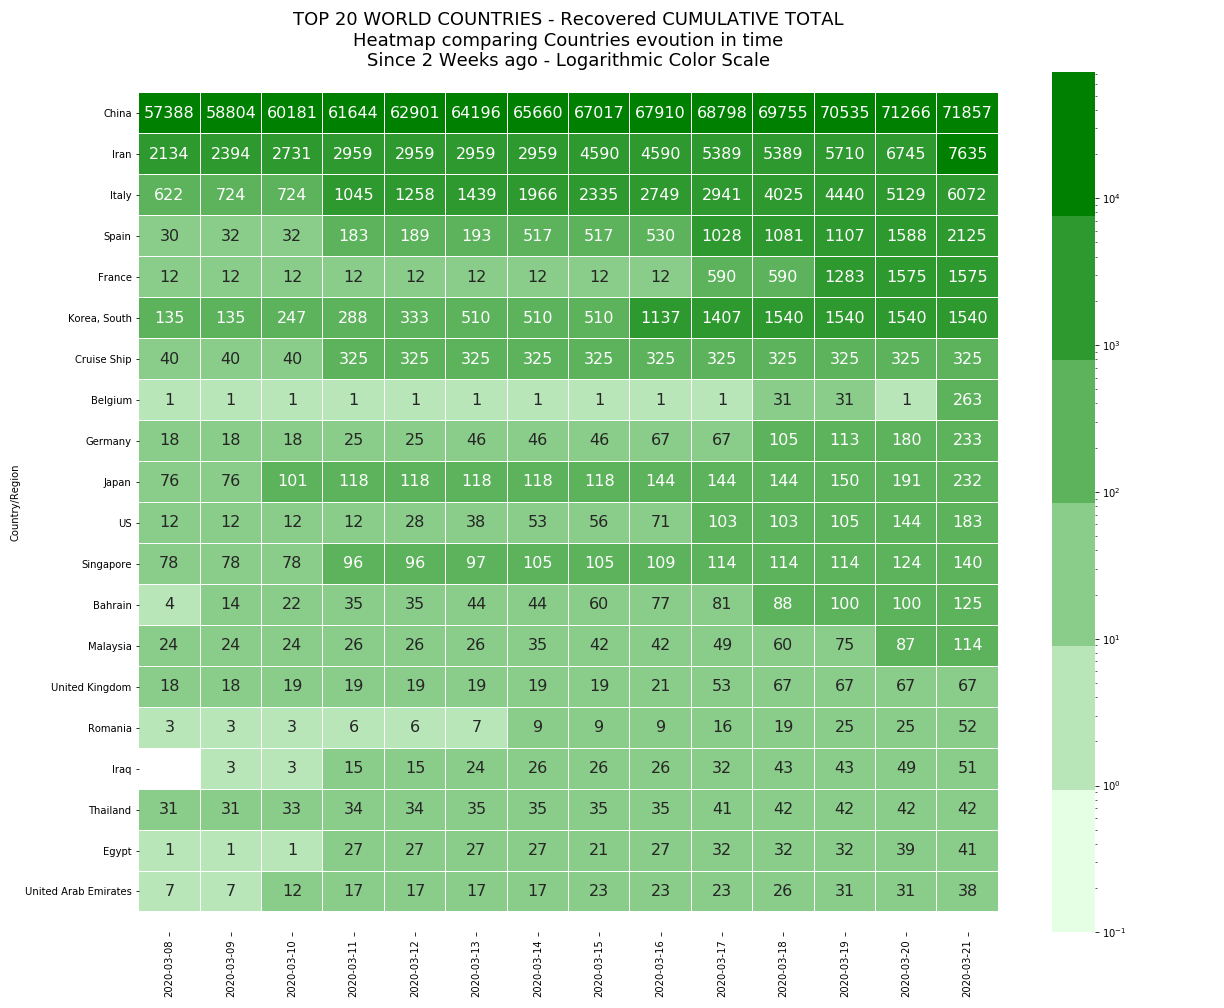 TOP 20 WORLD COUNTRIES - Recovered CUMULATIVE TOTAL
Heatmap comparing Countries evoution in time
Since 2 Weeks ago - Logarithmic Color Scale
China 57388 58804 60181 61644 62901 64196 65660 67017 67910 68798 69755 70535 71266 71857
Iran 2134 2394 2731 2959 2959 2959 2959 4590 4590 5389 5389 5710 6745 7635
Italy 622 724 724 1045 1258 1439 1966 2335 2749 2941 4025 4440 5129 6072
Spain 30 32 32 183 189 193 517 517 530 1028 1081 1107 1588 2125
France 12 12 12 12 12 12 12 12 12 590 590 1283 1575 1575
Korea, South 135 135 247 288 333 510 510 510 1137 1407 1540 1540 1540 1540
Cruise Ship 40 40 40 325 325 325 325 325 325 325 325 325 325 325
Belgium 1 1 1 1 1 1 1 1 1 1 31 31 1 263
Germany 18 18 18 25 25 46 46 46 67 67 105 113 180 233
Japan 76 76 101 118 118 118 118 118 144 144 144 150 191 232
US 12 12 12 12 28 38 53 56 71 103 103 105 144 183
Singapore 78 78 78 96 96 97 105 105 109 114 114 114 124 140
Bahrain 4 14 22 35 35 44 44 60 77 81 88 100 100 125
Malaysia 24 24 24 26 26 26 35 42 42 49 60 75 87 114
United Kingdom 18 18 19 19 19 19 19 19 21 53 67 67 67 67
Romania 3 3 3 6 6 7 9 9 9 16 19 25 25 52
Iraq 3 3 15 15 24 26 26 26 32 43 43 49 51
Thailand 31 31 33 34 34 35 35 35 35 41 42 42 42 42
Egypt 1 1 1 27 27 27 27 21 27 32 32 32 39 41
United Arab Emirates 7 7 12 17 17 17 17 23 23 23 26 31 31 38
Country/Region
2020-03-08 2020-03-09 2020-03-10 2020-03-11 2020-03-12 2020-03-13 2020-03-14 2020-03-15 2020-03-16 2020-03-17 2020-03-18 2020-03-19 2020-03-20 2020-03-21
10⁴
10³
10²
10¹
10⁰
10⁻¹